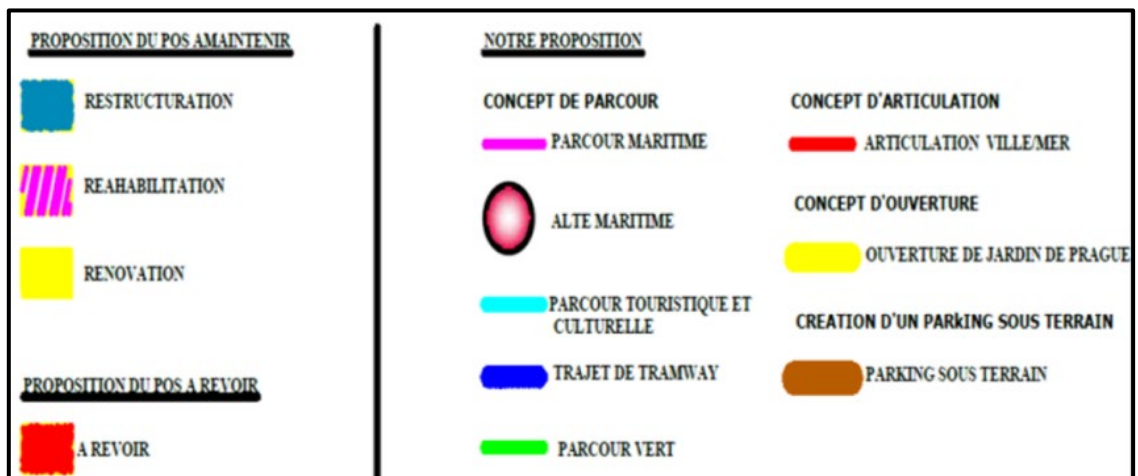 PROPOSITION DU POS AMAINTENIR
RESTRUCTURATION
REAHABILITATION
RENOVATION
PROPOSITION DU POS A REVOIR
A REVOIR
NOTRE PROPOSITION
CONCEPT DE PARCOUR
PARCOUR MARITIME
ALTE MARITIME
PARCOUR TOURISTIQUE ET
CULTURELLE
TRAJET DE TRAMWAY
PARCOUR VERT
CONCEPT D'ARTICULATION
ARTICULATION VILLE/MER
CONCEPT D'OUVERTURE
OUVERTURE DE JARDIN DE PRAGUE
CREATION D'UN PARkING SOUS TERRAIN
PARKING SOUS TERRAIN